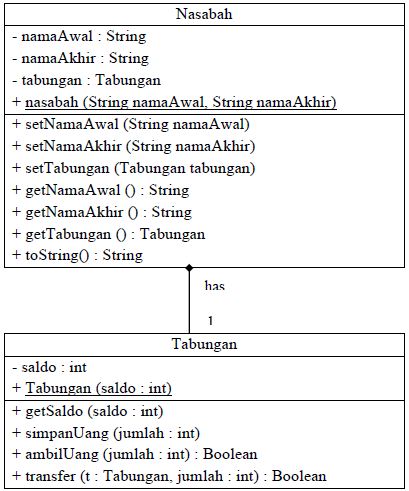 Nasabah
- namaAwal : String
- namaAkhir : String
- tabungan : Tabungan
+ nasabah (String namaAwal, String namaAkhir)
+ setNamaAwal (String namaAwal)
+ setNamaAkhir (String namaAkhir)
+ setTabungan (Tabungan tabungan)
+ getNamaAwal () : String
+ getNamaAkhir () : String
+ getTabungan () : Tabungan
+ toString() : String
has
1
Tabungan
- saldo : int
+ Tabungan (saldo : int)
+ getSaldo (saldo : int)
+ simpanUang (jumlah : int)
+ ambilUang (jumlah : int) : Boolean
+ transfer (t : Tabungan, jumlah : int) : Boolean